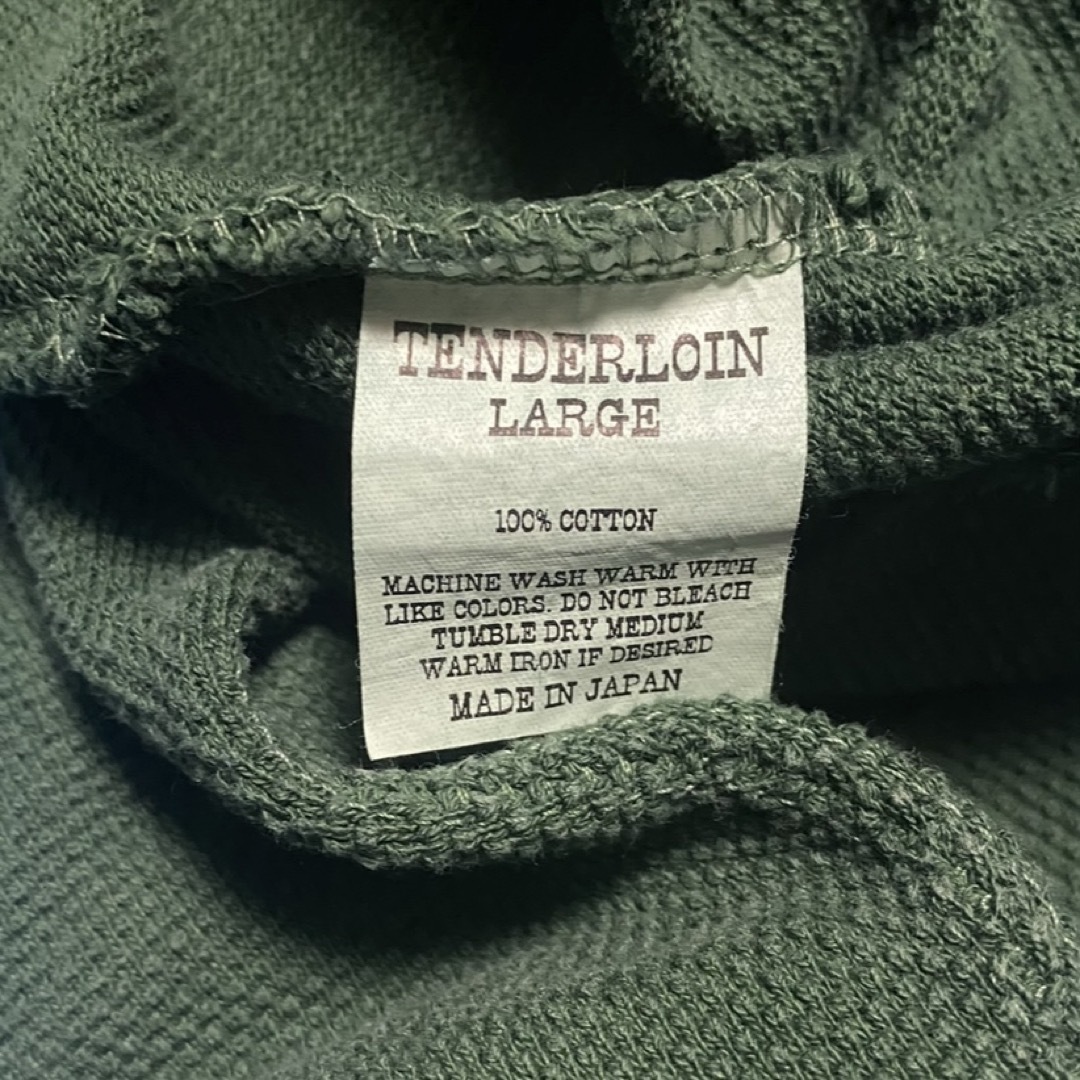 TENDERLOIN
LARGE
100% COTTON
MACHINE WASH WARM WITH
LIKE COLORS. DO NOT BLEACH
TUMBLE DRY MEDIUM
WARM IRON IF DESIRED
MADE IN JAPAN